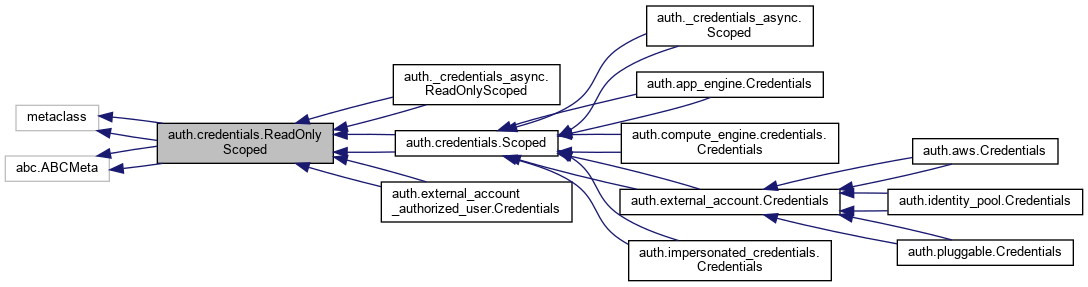 metaclass
abc.ABCMeta
auth.credentials.ReadOnly
Scoped
auth._credentials_async.
ReadOnlyScoped
auth.credentials.Scoped
auth.external_account
_authorized_user.Credentials
auth._credentials_async.
Scoped
auth.app_engine.Credentials
auth.compute_engine.credentials.
Credentials
auth.external_account.Credentials
auth.impersonated_credentials.
Credentials
auth.aws.Credentials
auth.identity_pool.Credentials
auth.pluggable.Credentials